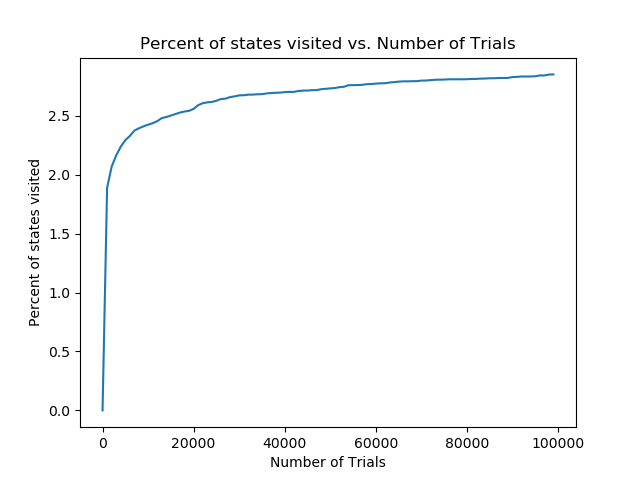 Percent of states visited vs. Number of Trials
2.5
2.0
1.5
1.0
0.5
0.0
Percent of states visited
0 20000 40000 60000 80000 100000
Number of Trials